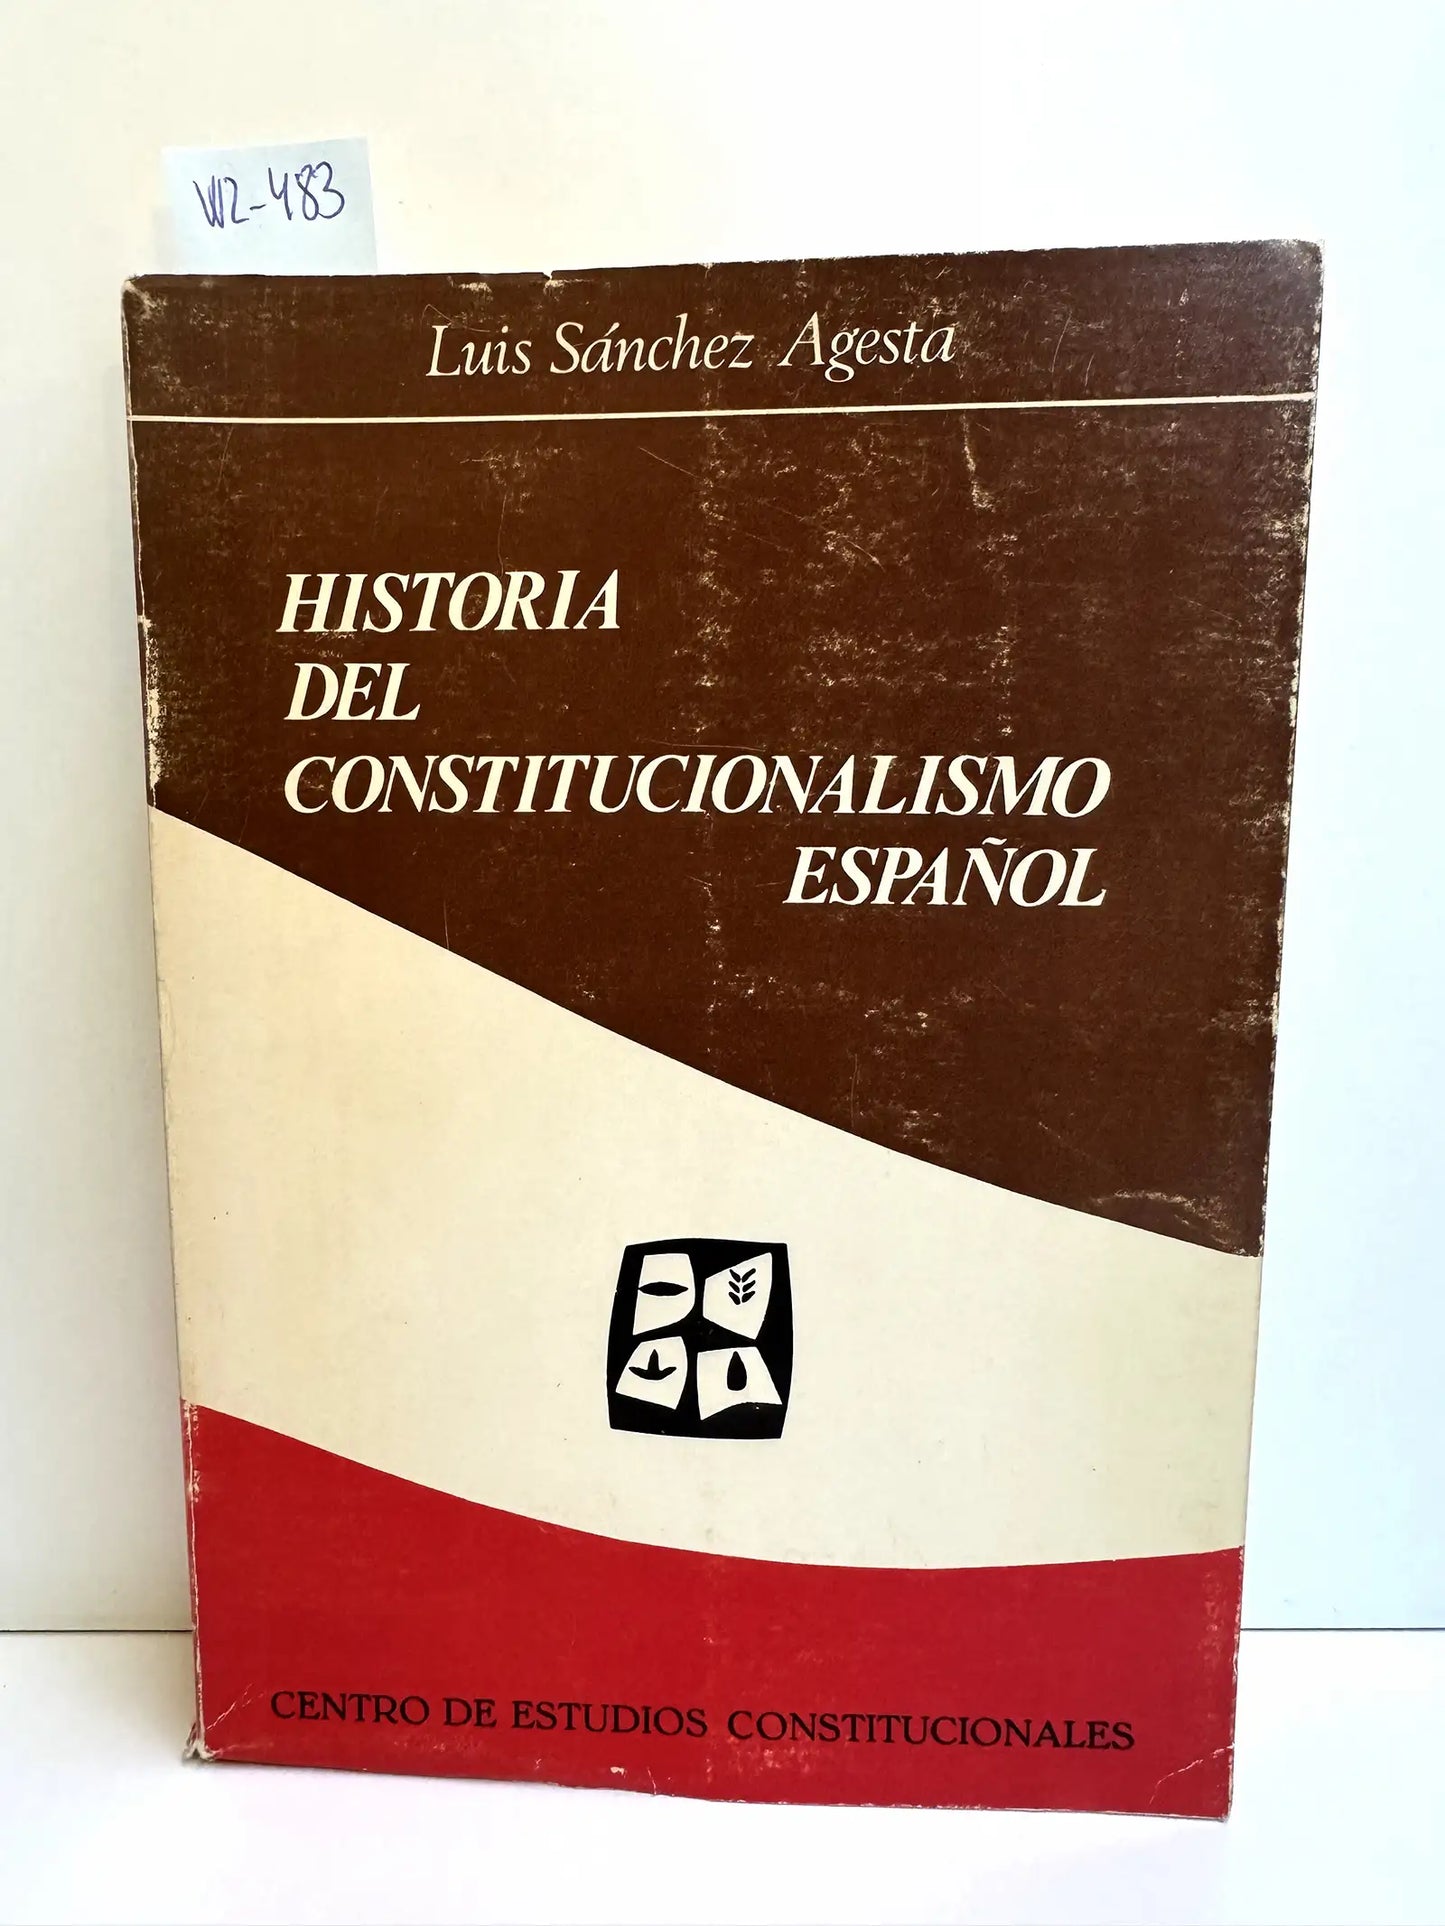 W2-483
Luis Sánchez Agesta
HISTORIA
DEL
CONSTITUCIONALISMO
ESPAÑOL
CENTRO DE ESTUDIOS CONSTITUCIONALES